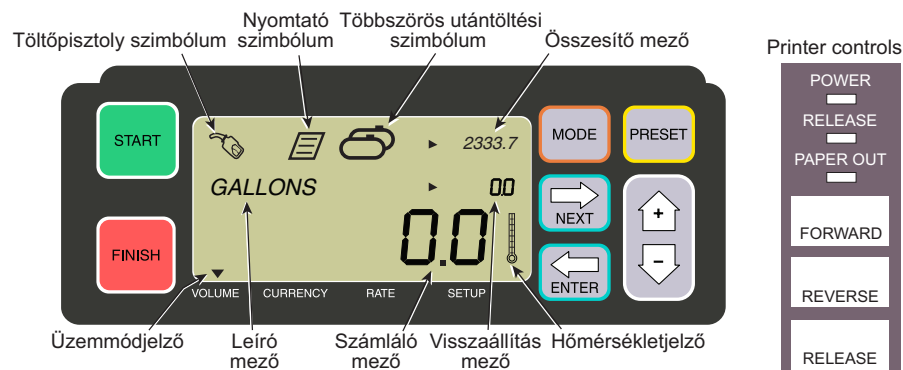 Töltőpisztoly szimbólum
Nyomtató
szimbólum
Többszörös utántöltési
szimbólum
Összesítő mező
Printer controls
START
FINISH
2333.7
GALLONS
0.0
0.0
VOLUME
CURRENCY
RATE
SETUP
MODE
PRESET
NEXT
ENTER
+
–
POWER
RELEASE
PAPER OUT
FORWARD
REVERSE
RELEASE
Üzemmódjelző
Leíró
mező
Számláló
mező
Visszaállítás
mező
Hőmérsékletjelző